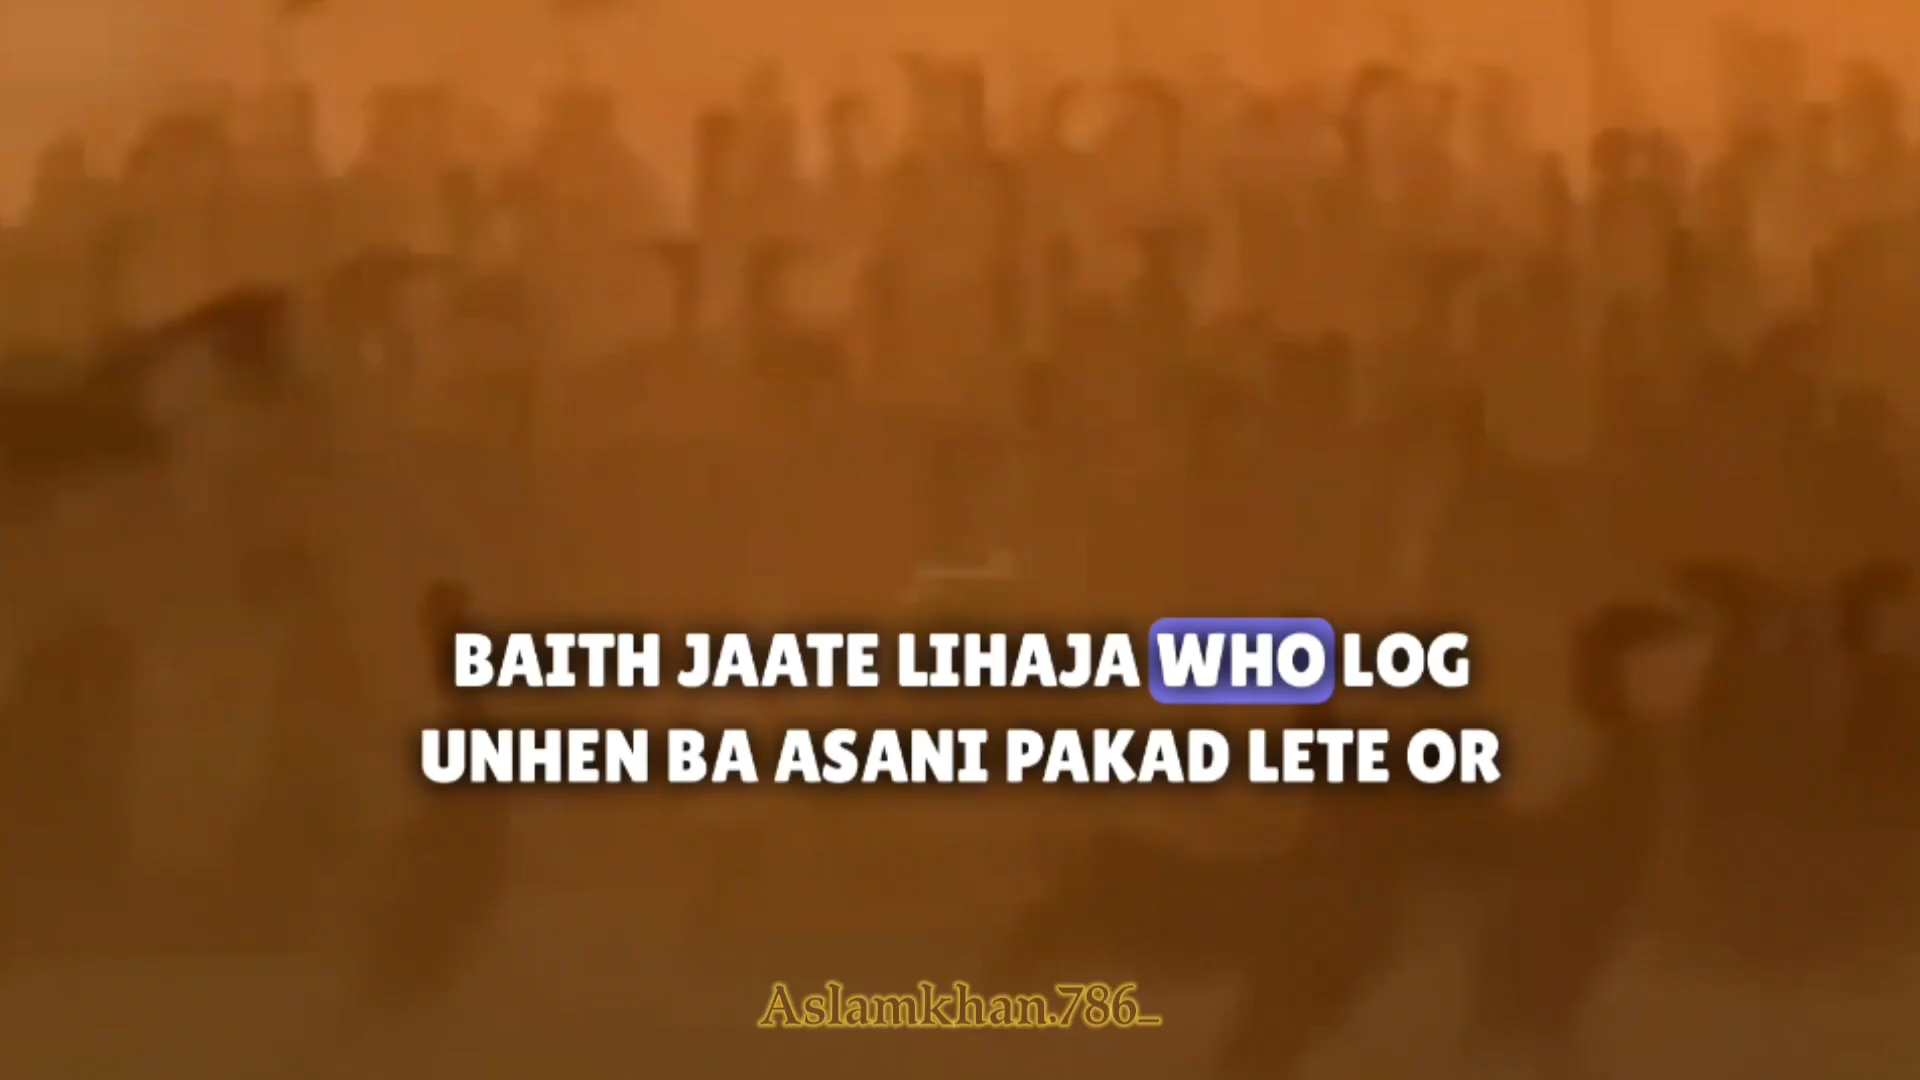 BAITH JAATE LIHAJA WHO LOG
UNHEN BA ASANI PAKAD LETE OR
Aslamkhan.786_